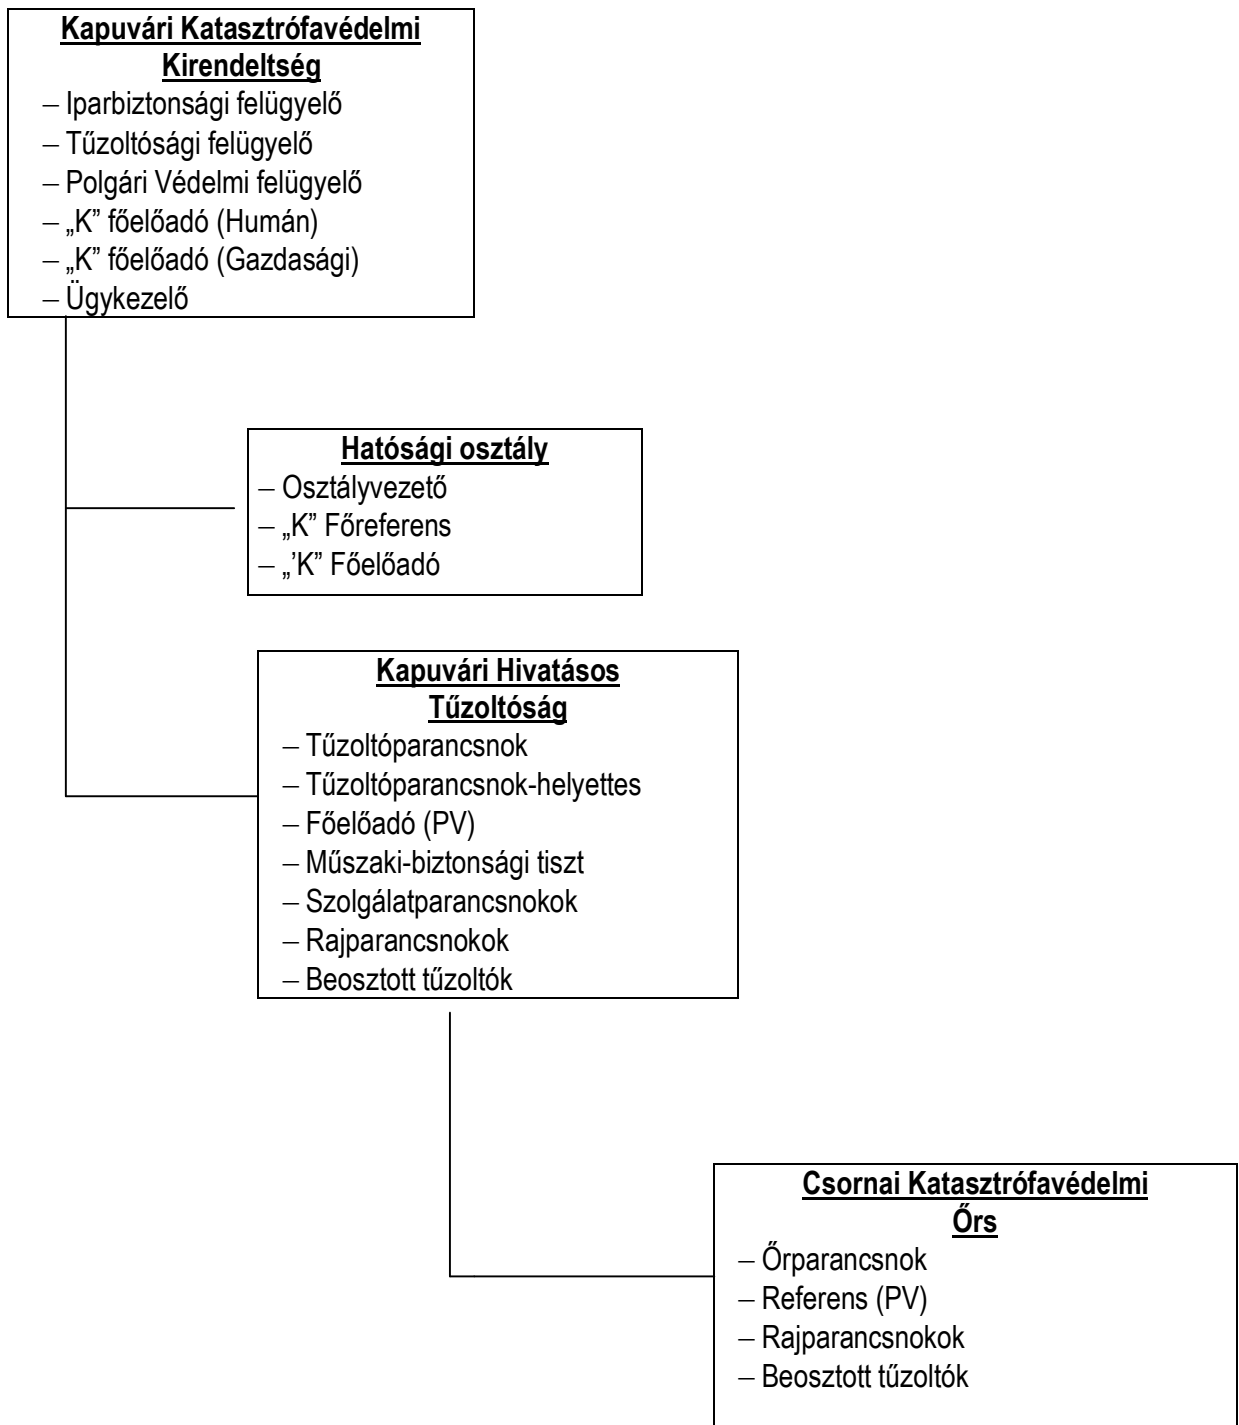 Kapuvári Katasztrófavédelmi
Kirendeltség
– Iparbiztonsági felügyelő
– Tűzoltósági felügyelő
– Polgári Védelmi felügyelő
– „K” főelőadó (Humán)
– „K” főelőadó (Gazdasági)
– Ügykezelő
Hatósági osztály
– Osztályvezető
– „K” Főreferens
– „’K” Főelőadó
Kapuvári Hivatásos
Tűzoltóság
– Tűzoltóparancsnok
– Tűzoltóparancsnok-helyettes
– Főelőadó (PV)
– Műszaki-biztonsági tiszt
– Szolgálatparancsnokok
– Rajparancsnokok
– Beosztott tűzoltók
Csornai Katasztrófavédelmi
Őrs
– Őrparancsnok
– Referens (PV)
– Rajparancsnokok
– Beosztott tűzoltók